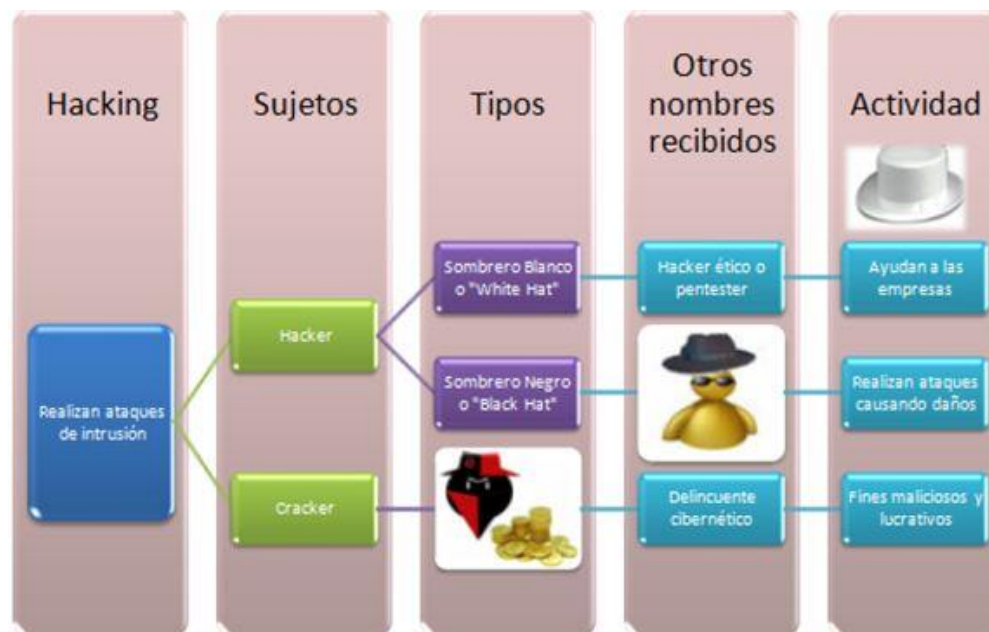 Hacking
Sujetos
Tipos
Otros
nombres
recibidos
Actividad
Sombrero Blanco
o "White Hat"
Hacker ético o
pentester
Ayudan a las
empresas
Hacker
Sombrero Negro
o "Black Hat"
Realizan ataques
causando daños
Realizan ataques
de intrusión
Cracker
Delincuente
cibernético
Fines maliciosos y
lucrativos